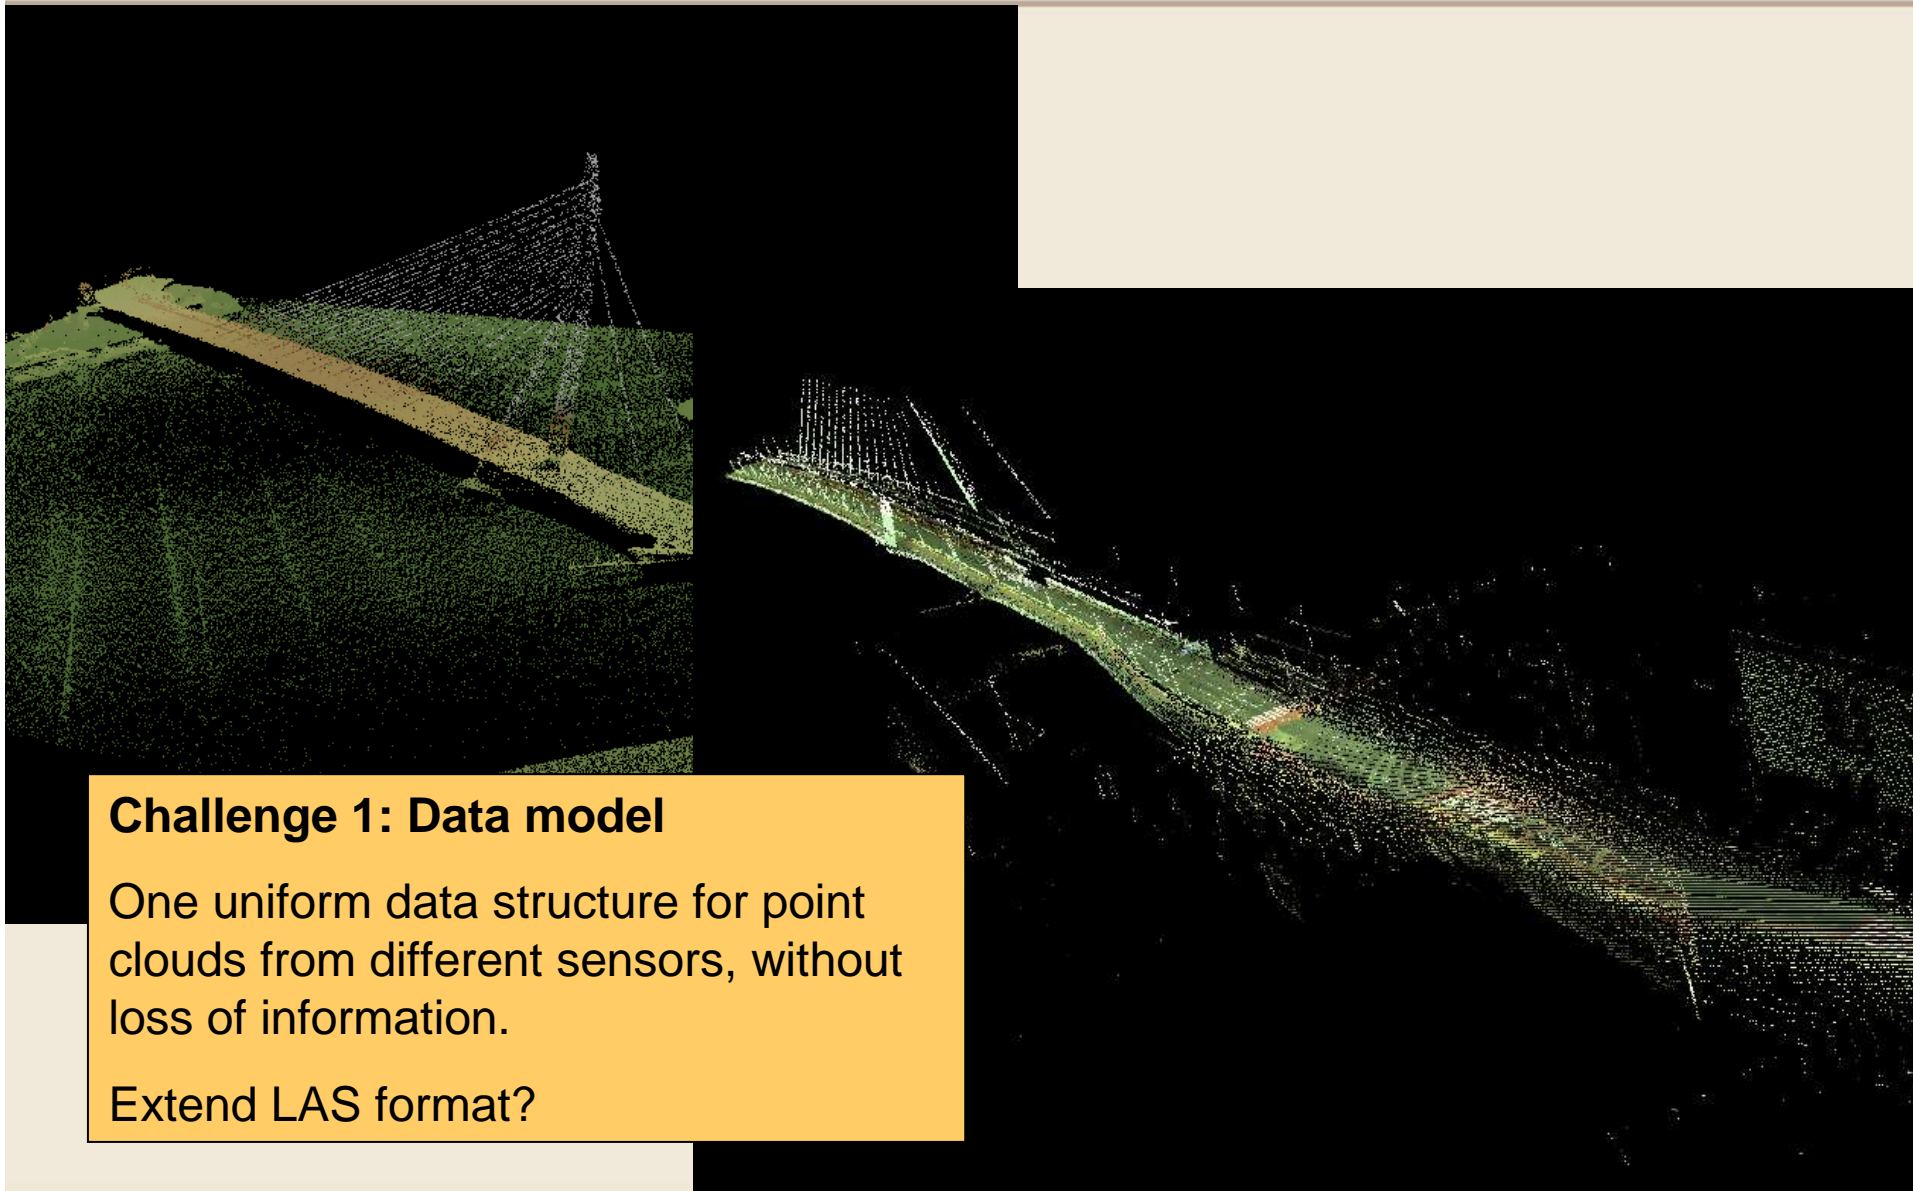 Challenge 1: Data model
One uniform data structure for point
clouds from different sensors, without
loss of information.
Extend LAS format?